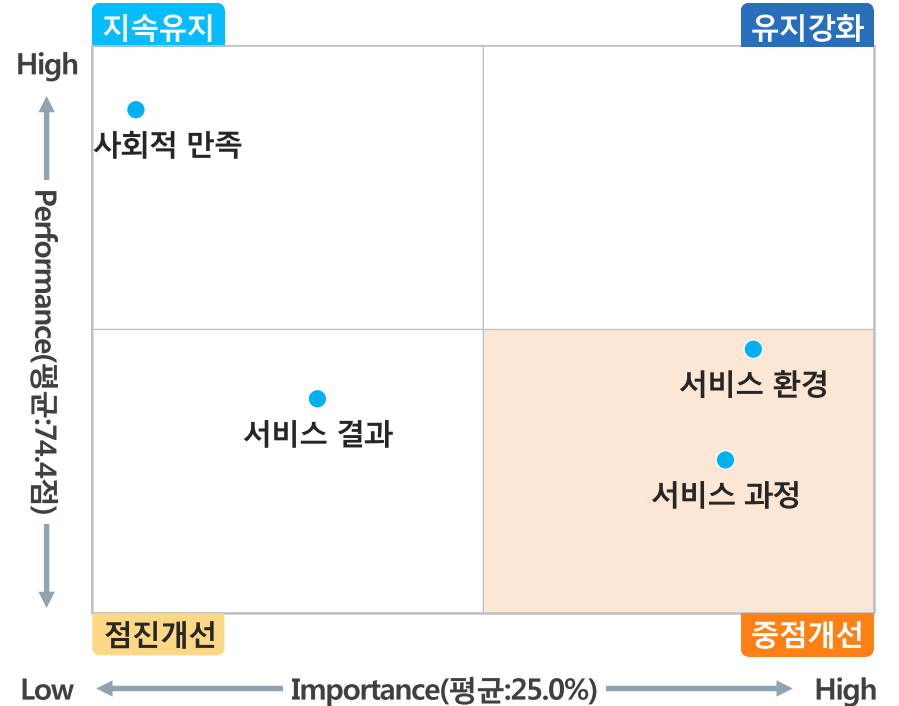 지속유지
유지강화
High
사회적 만족
Performance(평균:74.4점)
서비스 환경
서비스 결과
서비스 과정
점진개선
중점개선
Low
Importance(평균:25.0%)
High